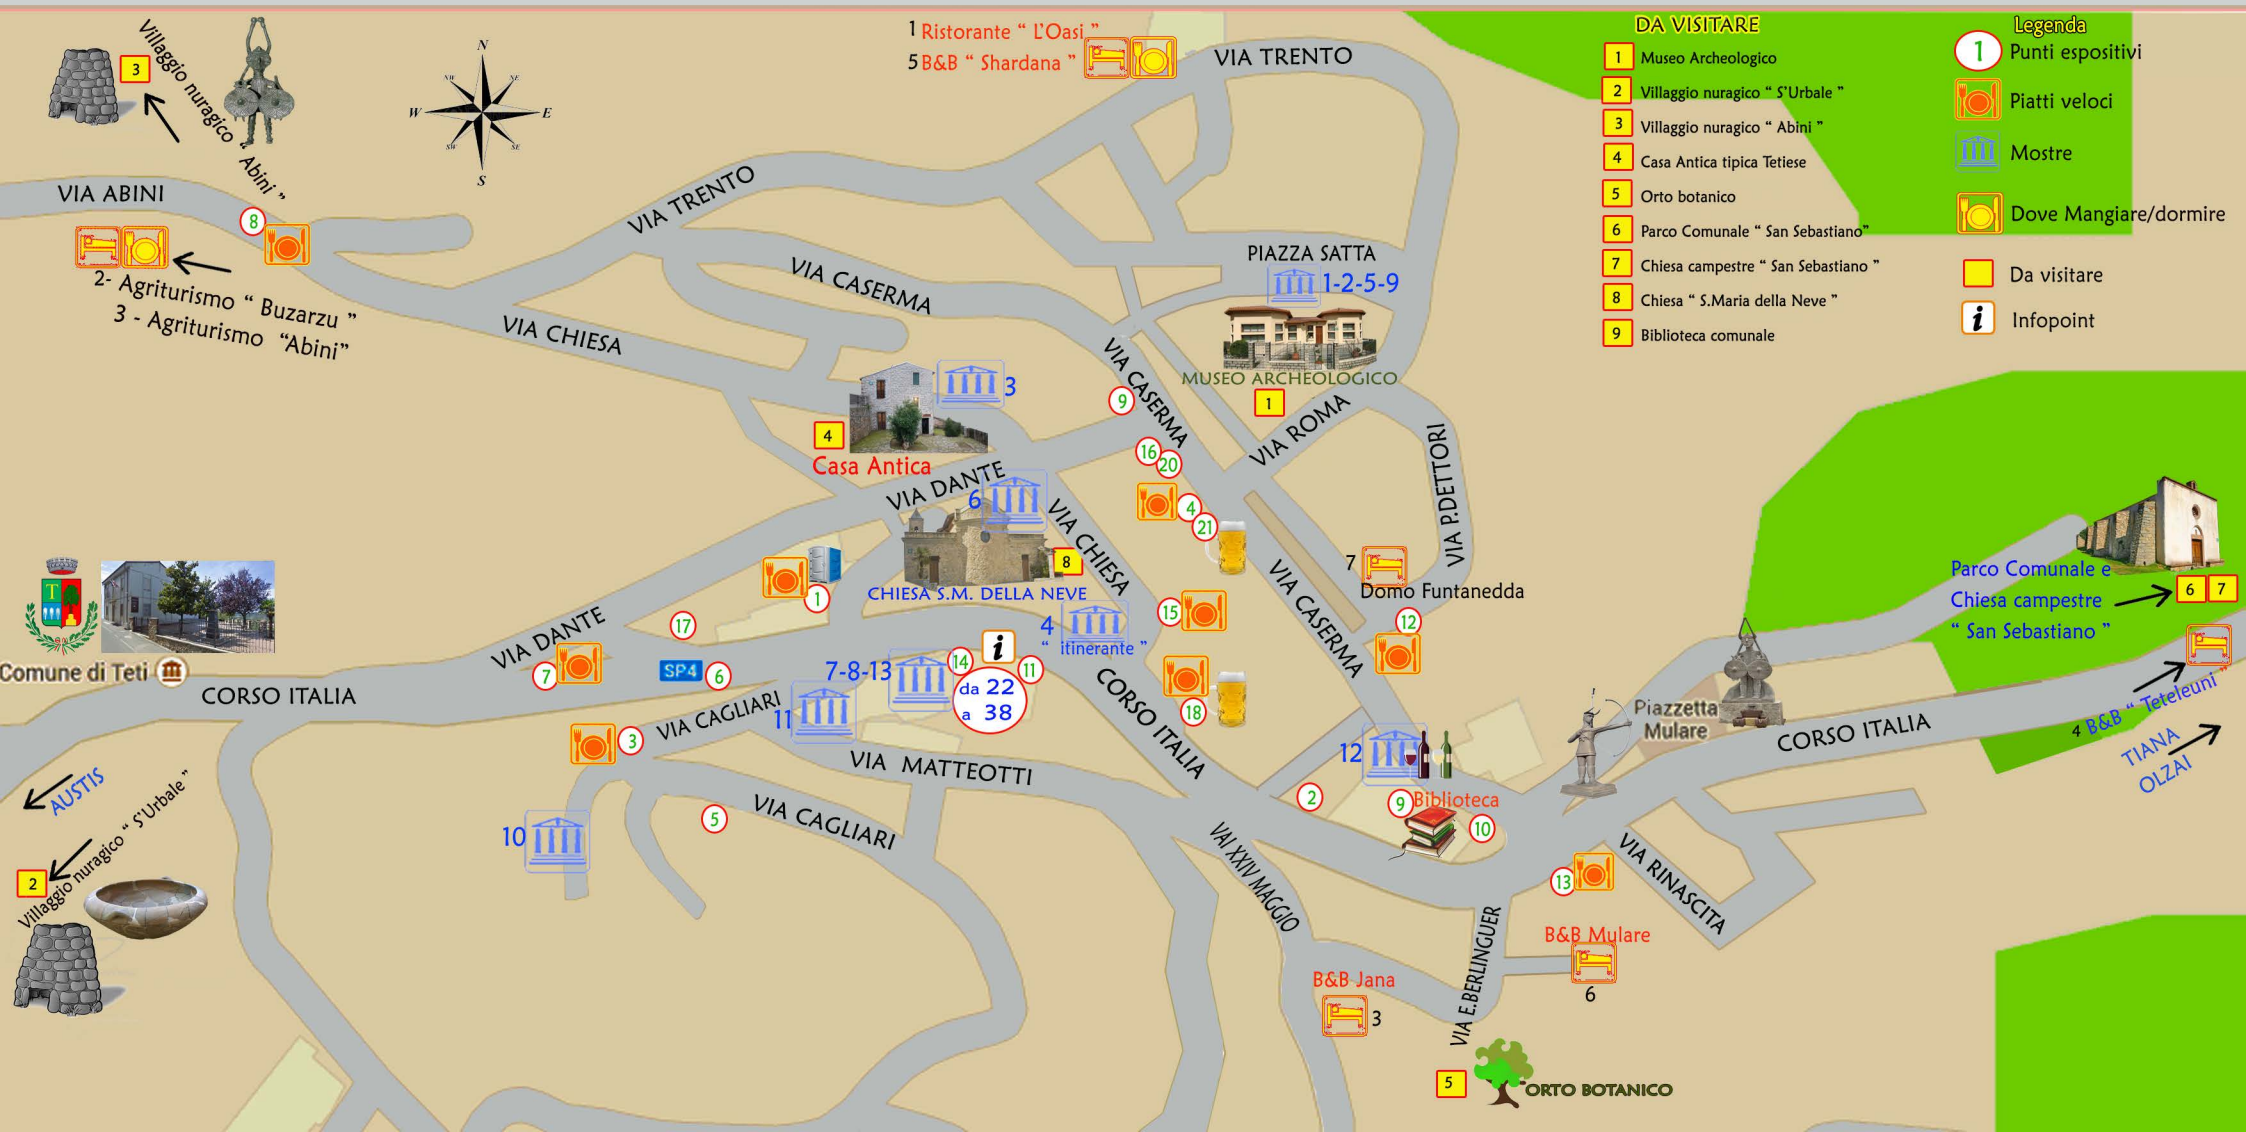 1 Ristorante “ L’Oasi ”
5 B&B “ Shardana ”
VIA TRENTO
DA VISITARE
1 Museo Archeologico
2 Villaggio nuragico “ S’Urbale ”
3 Villaggio nuragico “ Abini ”
4 Casa Antica tipica Tetiese
5 Orto botanico
6 Parco Comunale “ San Sebastiano”
7 Chiesa campestre “ San Sebastiano ”
8 Chiesa “ S.Maria della Neve ”
9 Biblioteca comunale
Legenda
1 Punti espositivi
Piatti veloci
Mostre
Dove Mangiare/dormire
Da visitare
i Infopoint
3
Villaggio nuragico “ Abini ”
N
NW
NE
W
E
SW
SE
S
VIA ABINI
8
2- Agriturismo “ Buzarzu ”
3 - Agriturismo “Abini”
VIA TRENTO
VIA CASERMA
VIA CHIESA
PIAZZA SATTA
1-2-5-9
MUSEO ARCHEOLOGICO
1
VIA CASERMA
9
VIA ROMA
3
4
Casa Antica
VIA DANTE
6
16
20
4
21
VIA P.DETTORI
VIA CHIESA
8
CHIESA S.M. DELLA NEVE
1
7
Domo Funtanedda
12
VIA CASERMA
15
4
“ itinerante ”
Parco Comunale e
Chiesa campestre
“ San Sebastiano ”
6
7
T
Comune di Teti
CORSO ITALIA
VIA DANTE
17
7
SP4
6
7-8-13
14
i
11
da 22
a 38
18
CORSO ITALIA
VIA CAGLIARI
11
3
VIA MATTEOTTI
VIA CAGLIARI
5
10
12
2
9
Biblioteca
10
Piazzetta
Mulare
CORSO ITALIA
4 B&B “ Teteleuni ”
TIANA
OLZAI
AUSTIS
2
Villaggio nuragico “ S’Urbale ”
VAI XXIV MAGGIO
13
VIA RINASCITA
VIA E.BERLINGUER
B&B Mulare
6
B&B Jana
3
5
ORTO BOTANICO